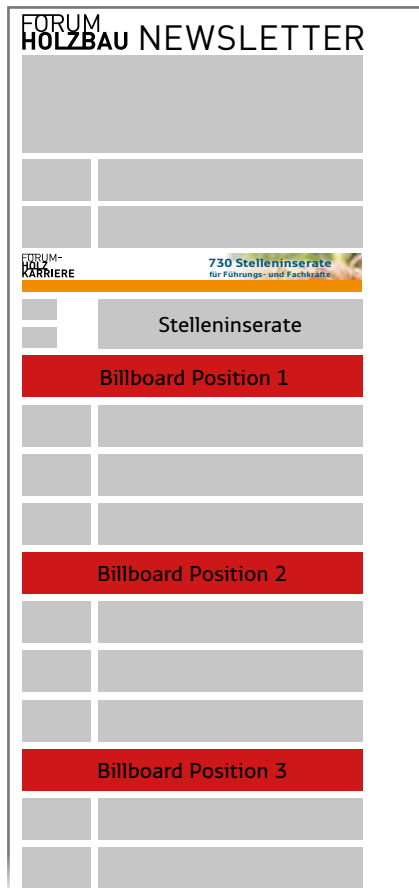 FORUM
HOLZBAU NEWSLETTER
FORUM-
HOLZ
KARRIERE
730 Stelleninserate
für Führungs- und Fachkräfte
Stelleninserate
Billboard Position 1
Billboard Position 2
Billboard Position 3